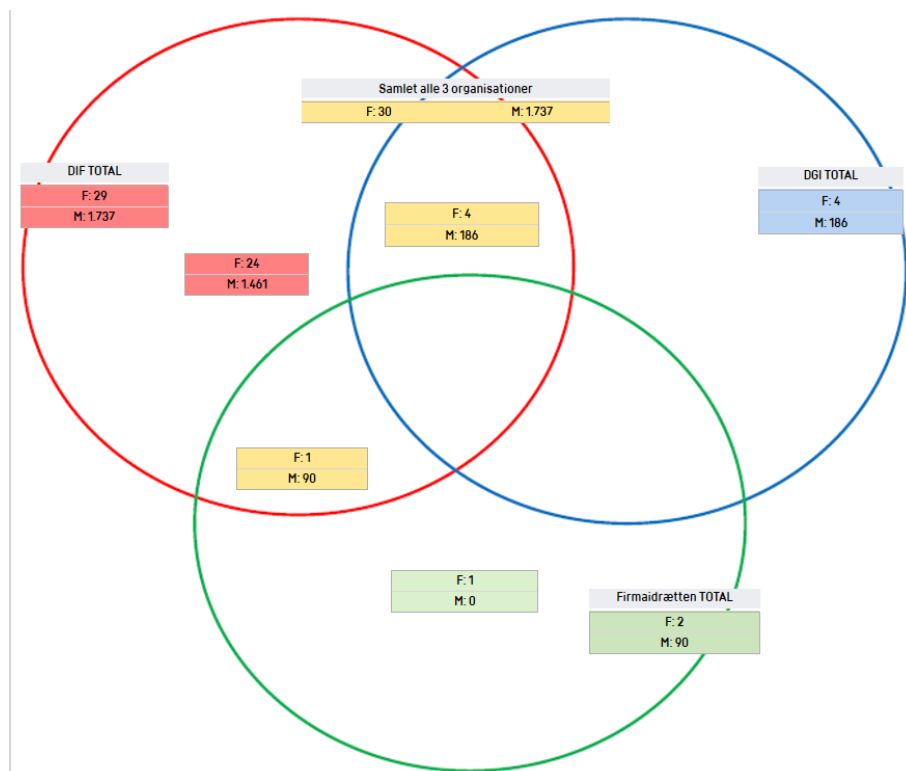 Samlet alle 3 organisationer
F: 30 M: 1.737
DIF TOTAL
F: 29
M: 1.737
DGI TOTAL
F: 4
M: 186
F: 4
M: 186
F: 24
M: 1.461
F: 1
M: 90
F: 1
M: 0
Firmaidrætten TOTAL
F: 2
M: 90